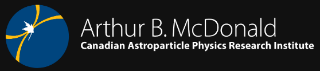 Arthur B. McDonald
Canadian Astroparticle Physics Research Institute